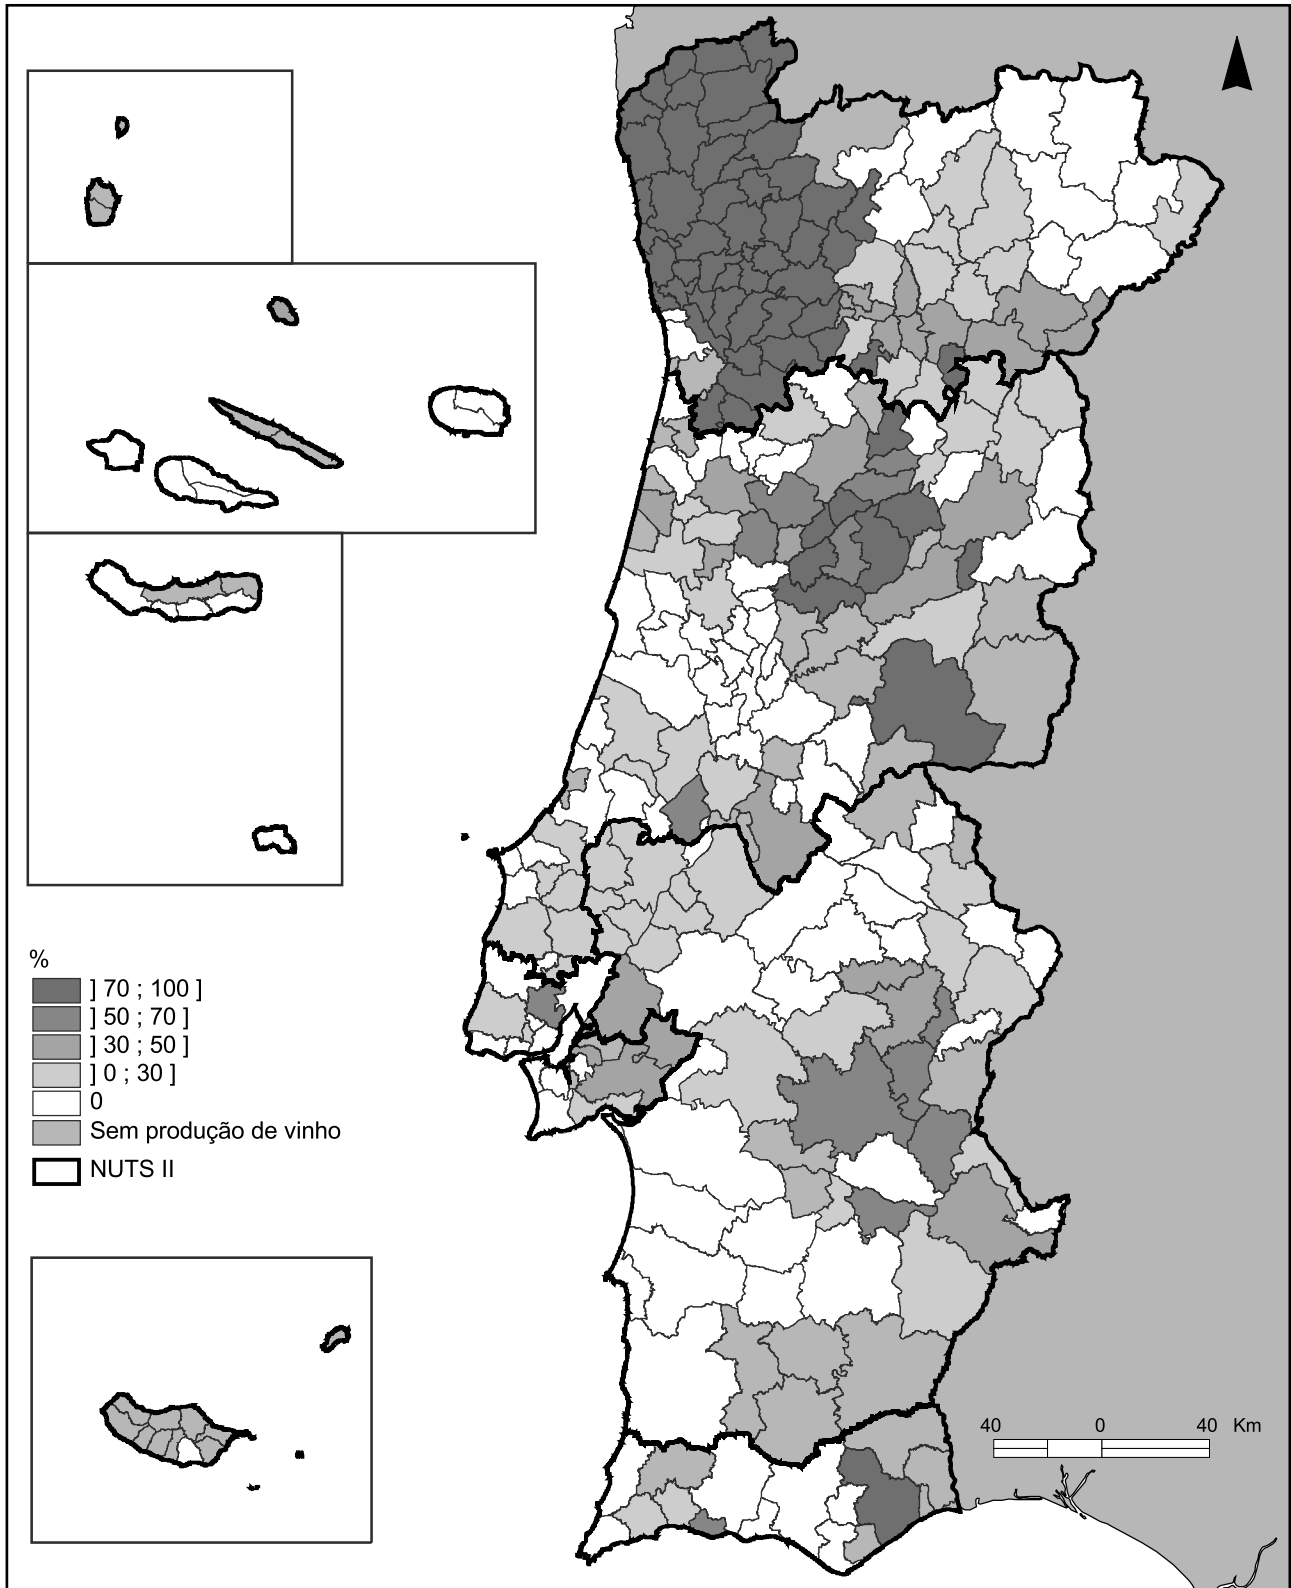 %
] 70 ; 100 ]
] 50 ; 70 ]
] 30 ; 50 ]
] 0 ; 30 ]
0
Sem produção de vinho
NUTS II
40 0 40 Km